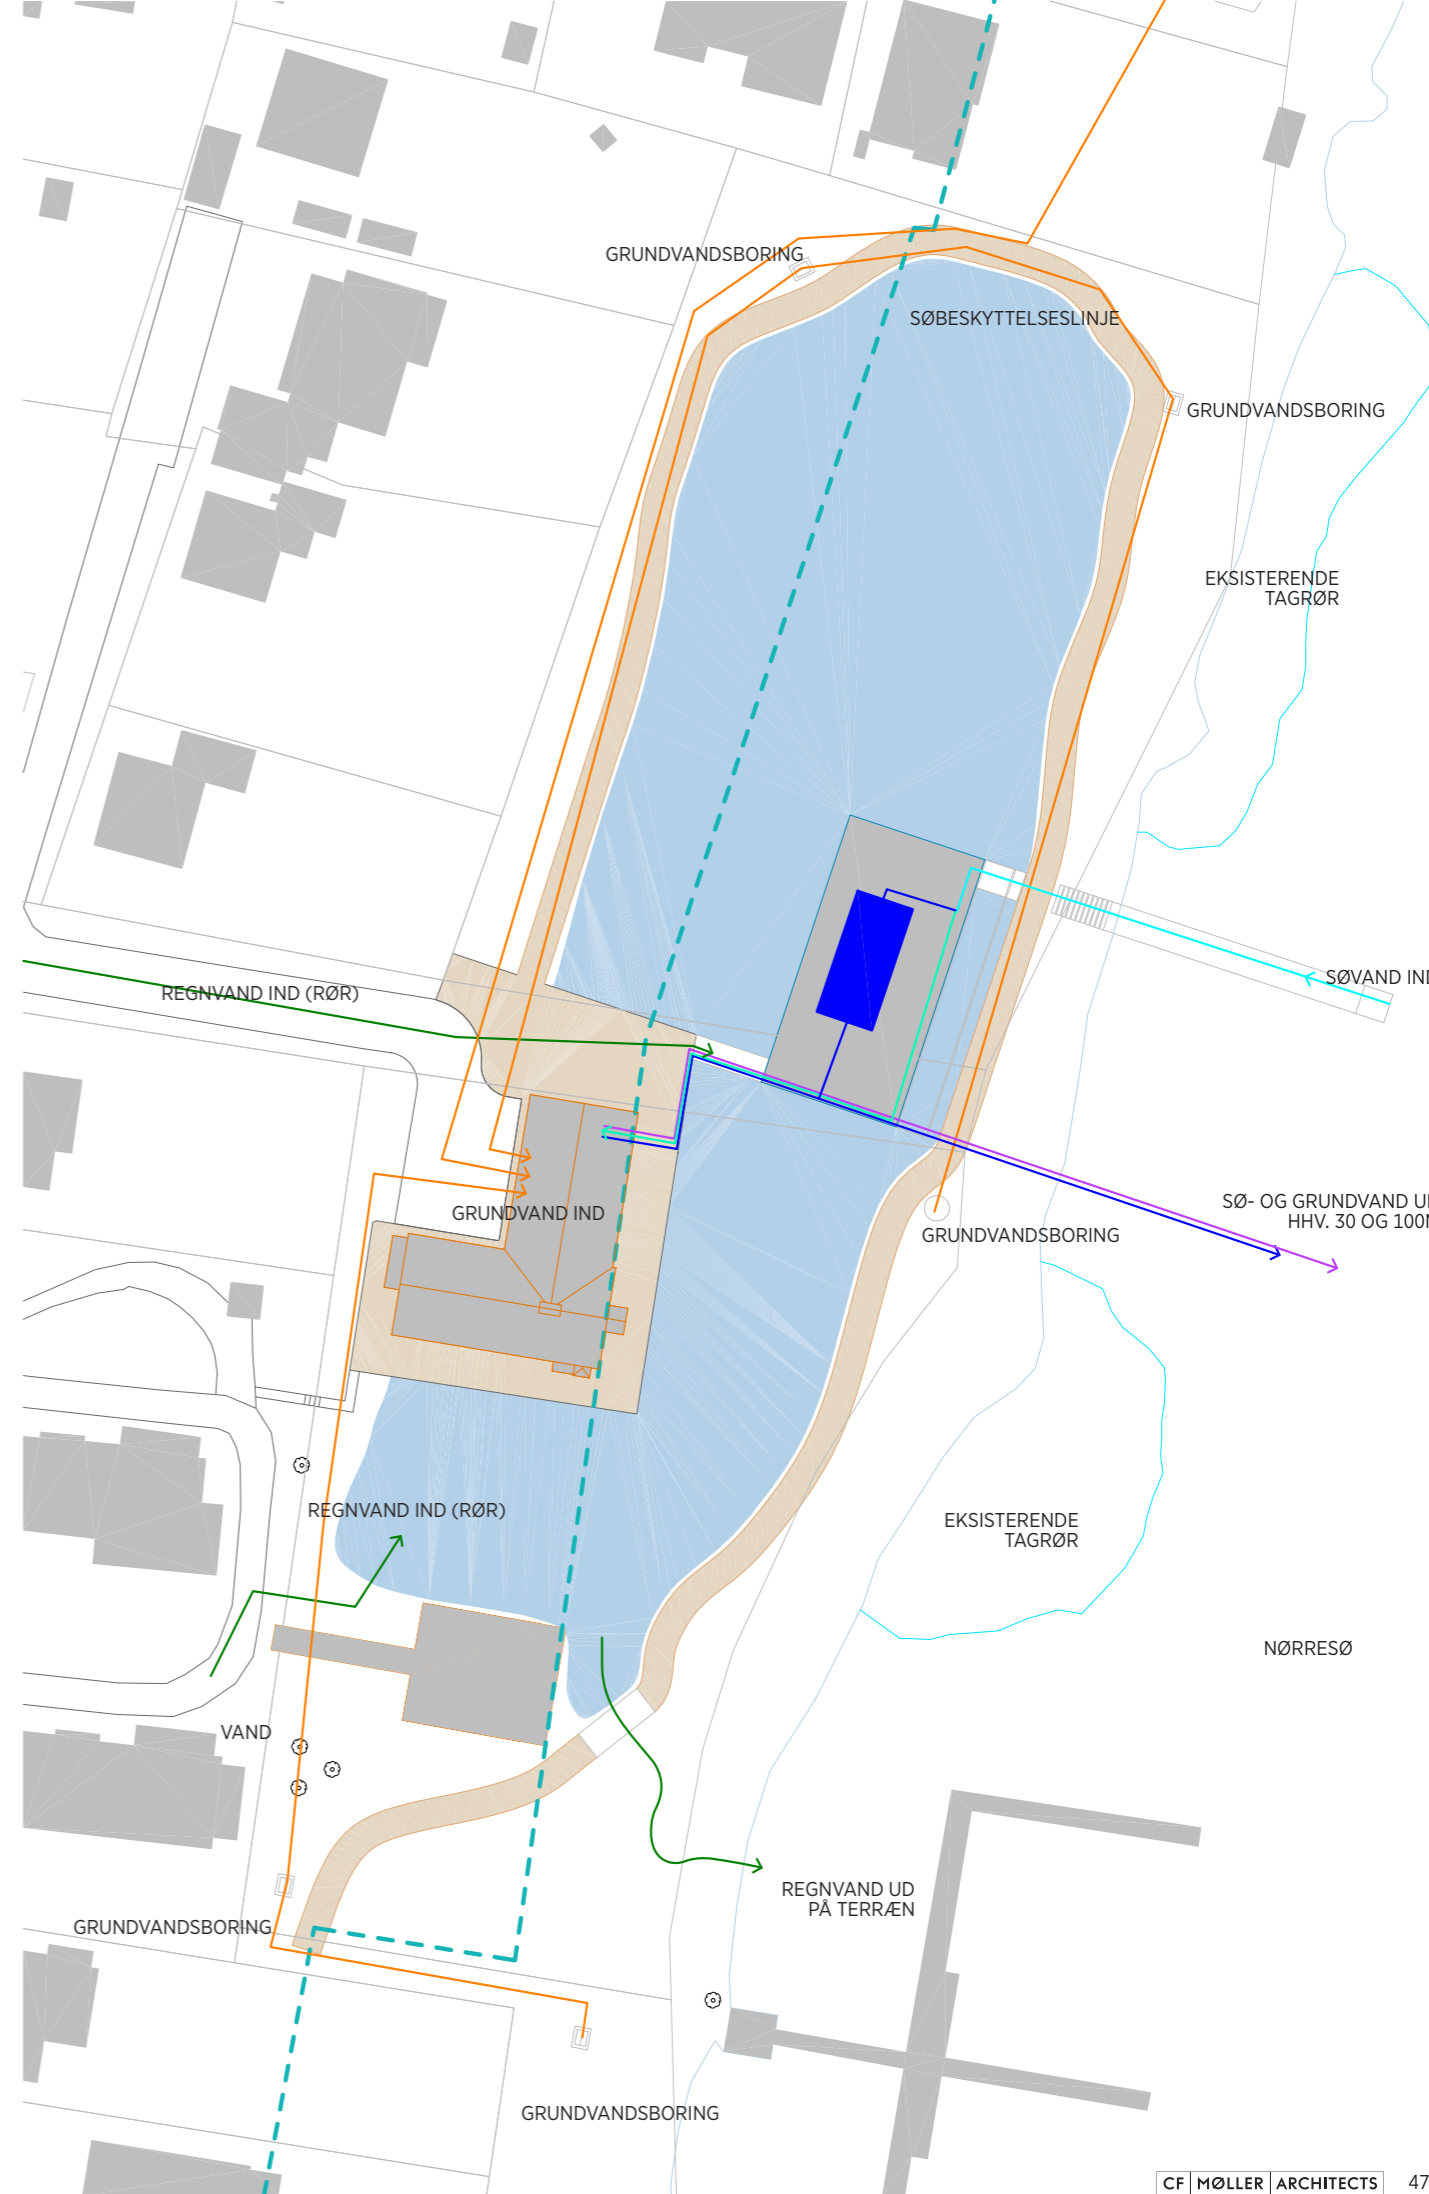 GRUNDVANDSBORING
SØBESKYTTELSESLINJE
GRUNDVANDSBORING
EKSISTERENDE
TAGRØR
SØVAND IND
REGNVAND IND (RØR)
SØ- OG GRUNDVAND U
HHV. 30 OG 100
GRUNDVAND IND
GRUNDVANDSBORING
REGNVAND IND (RØR)
EKSISTERENDE
TAGRØR
NØRRESØ
VAND
REGNVAND UD
PÅ TERRÆN
GRUNDVANDSBORING
GRUNDVANDSBORING
CF MØLLER ARCHITECTS 47